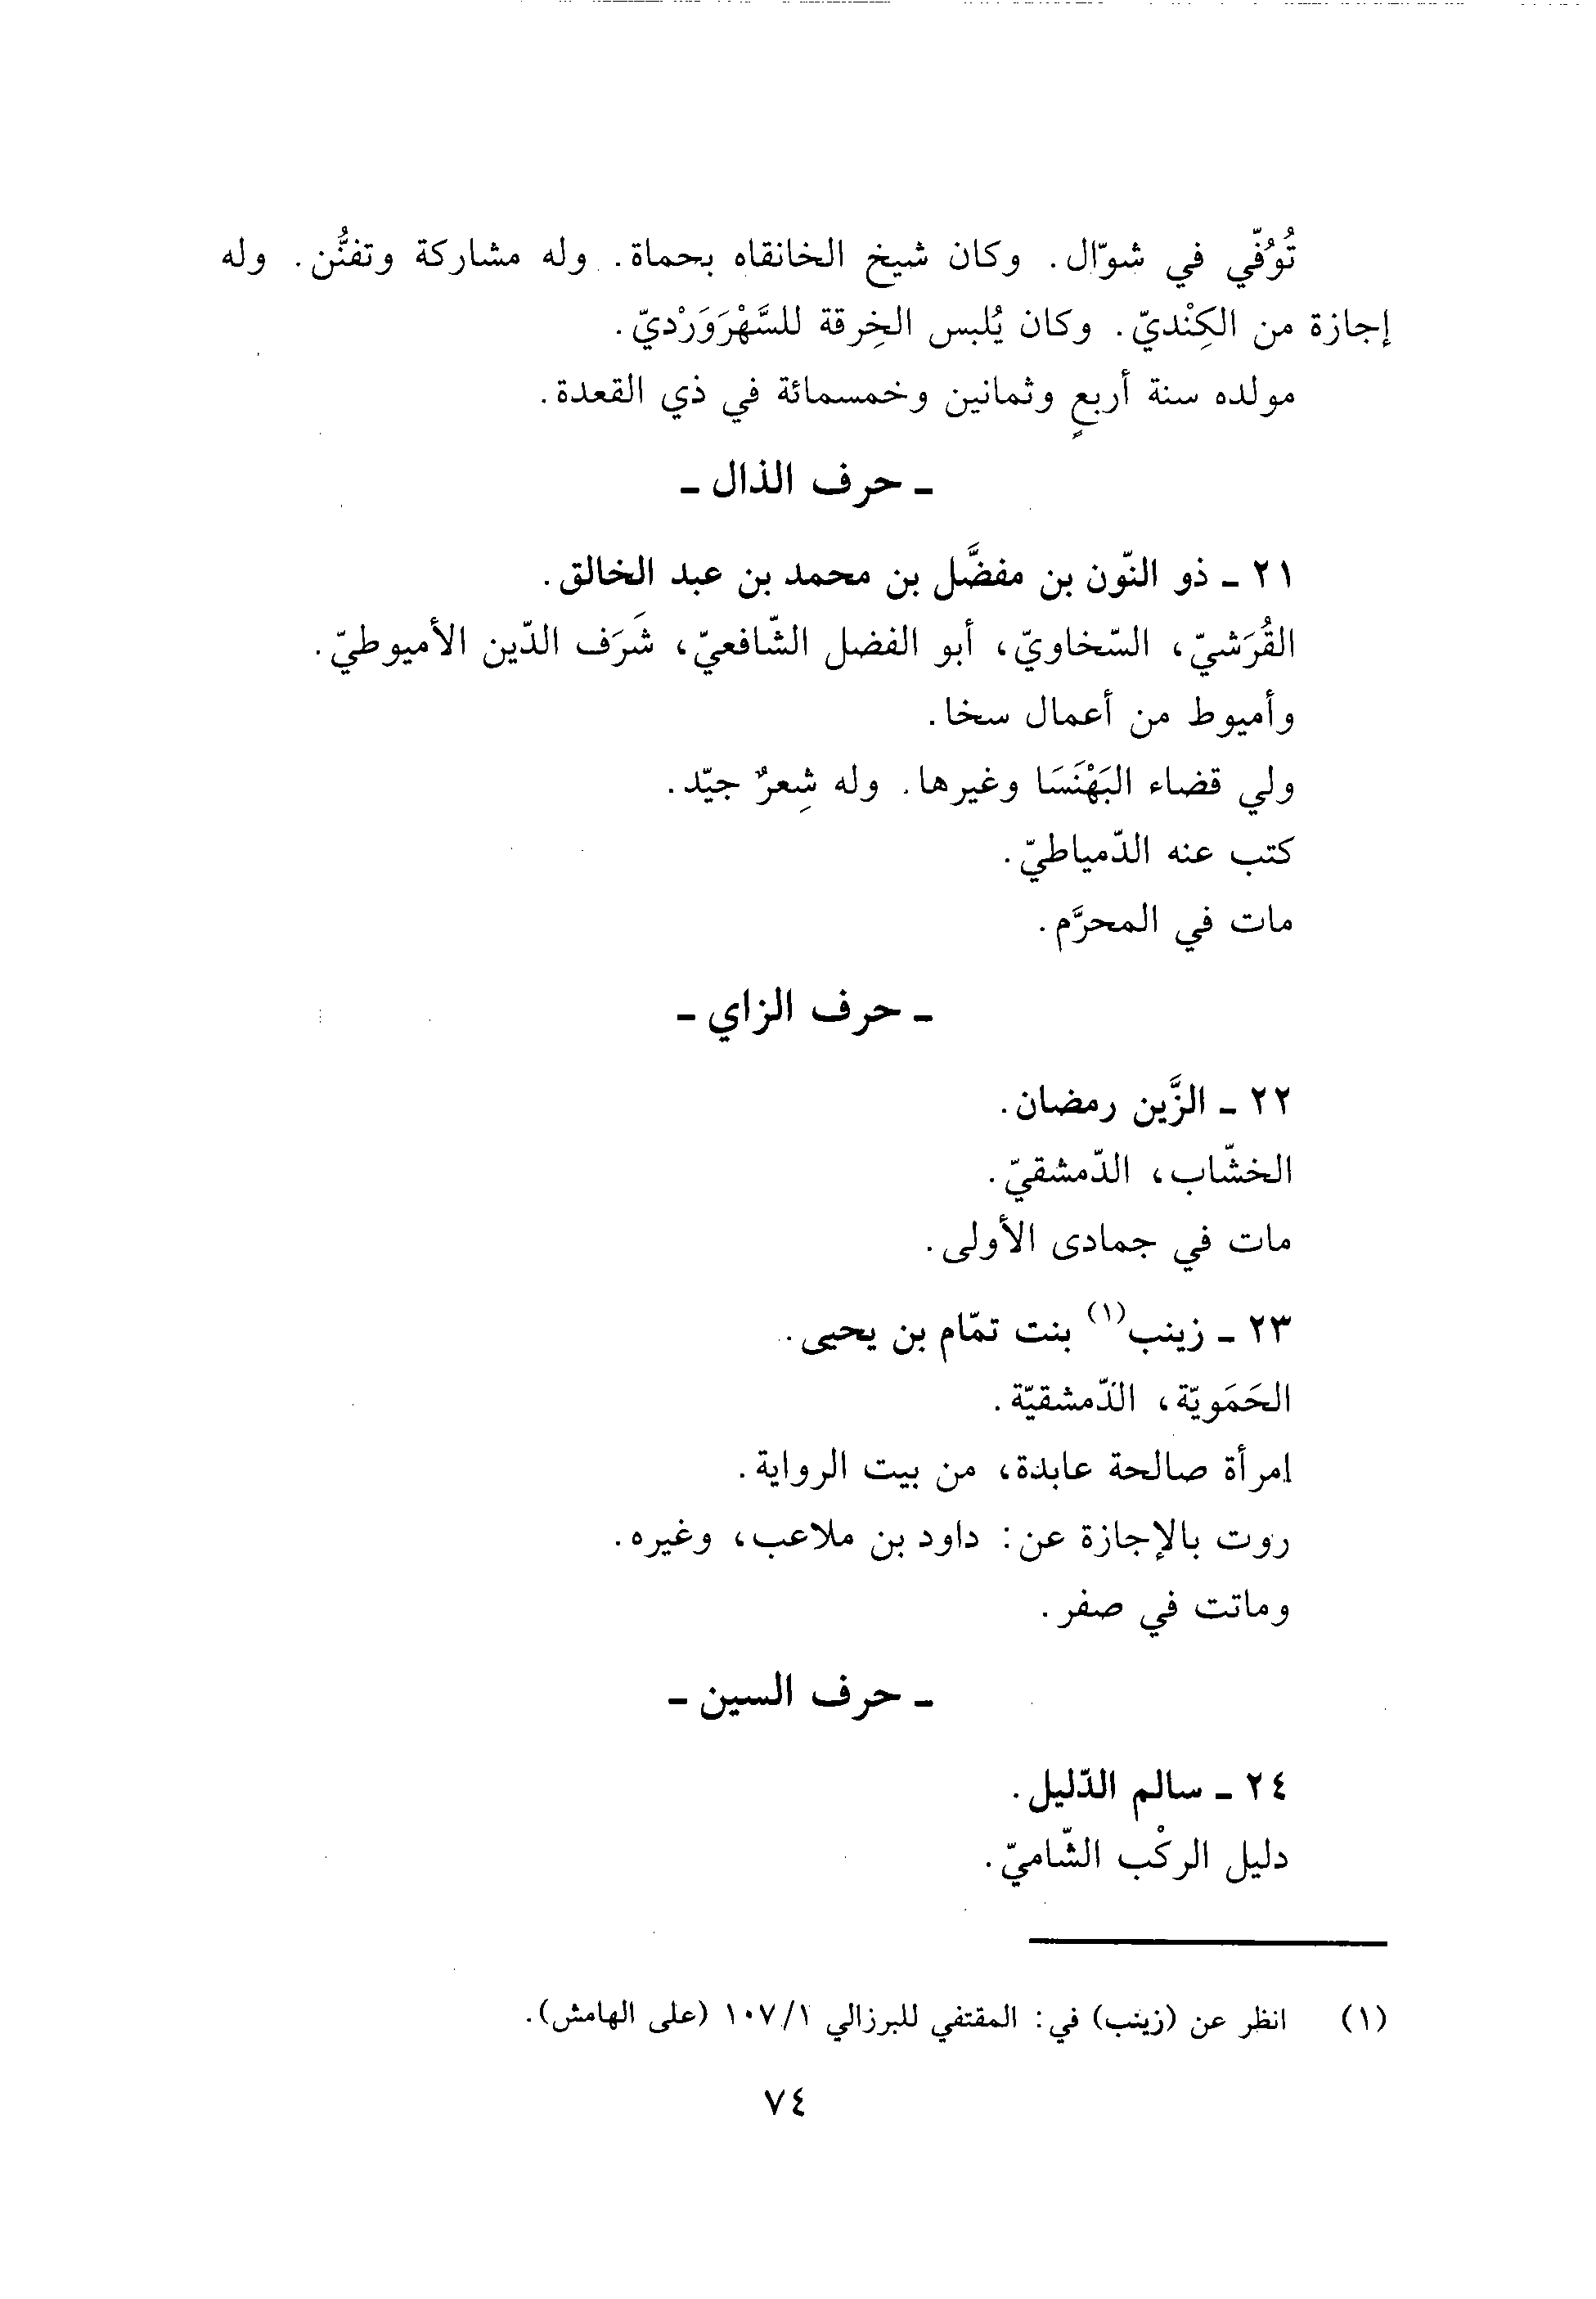 تُوُفّي في شوّال. وكان شيخ الخانقاه بحماة. وله مشاركة وتفنُّن. وله
إجازة من الكِنْديّ. وكان يُلبس الخِرقة للسَّهْرَوَرْديّ.
مولده سنة أربعٍ وثمانين وخمسمائة في ذي القعدة.
ـ حرف الذال ـ
٢١ ـ ذو النّون بن مفضَّل بن محمد بن عبد الخالق.
القُرَشيّ، السّخاويّ، أبو الفضل الشّافعيّ، شَرَف الدّين الأميوطيّ.
وأميوط من أعمال سخا.
ولي قضاء البَهْنَسَا وغيرها. وله شِعرٌ جيّد.
كتب عنه الدّمياطيّ.
مات في المحرَّم.
ـ حرف الزاي ـ
٢٢ ـ الزَّين رمضان.
الخشّاب، الدّمشقيّ.
مات في جمادى الأولى.
٢٣ ـ زينب(١) بنت تمّام بن يحيى.
الحَمَويّة، الدّمشقيّة.
إمرأة صالحة عابدة، من بيت الرواية.
روت بالإجازة عن: داود بن ملاعب، وغيره.
وماتت في صفر.
ـ حرف السين ـ
٢٤ ـ سالم الدّليل.
دليل الركْب الشّاميّ.
(١) انظر عن (زينب) في: المقتفي للبرزالي ١٠٧/١ (على الهامش).
٧٤